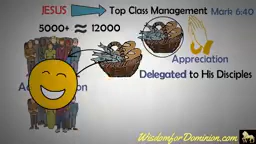 JESUS Top Class Management Mark 6:40
5000+ ≈ 12000
Appreciation
Delegated to His Disciples
WisdomforDominion.com